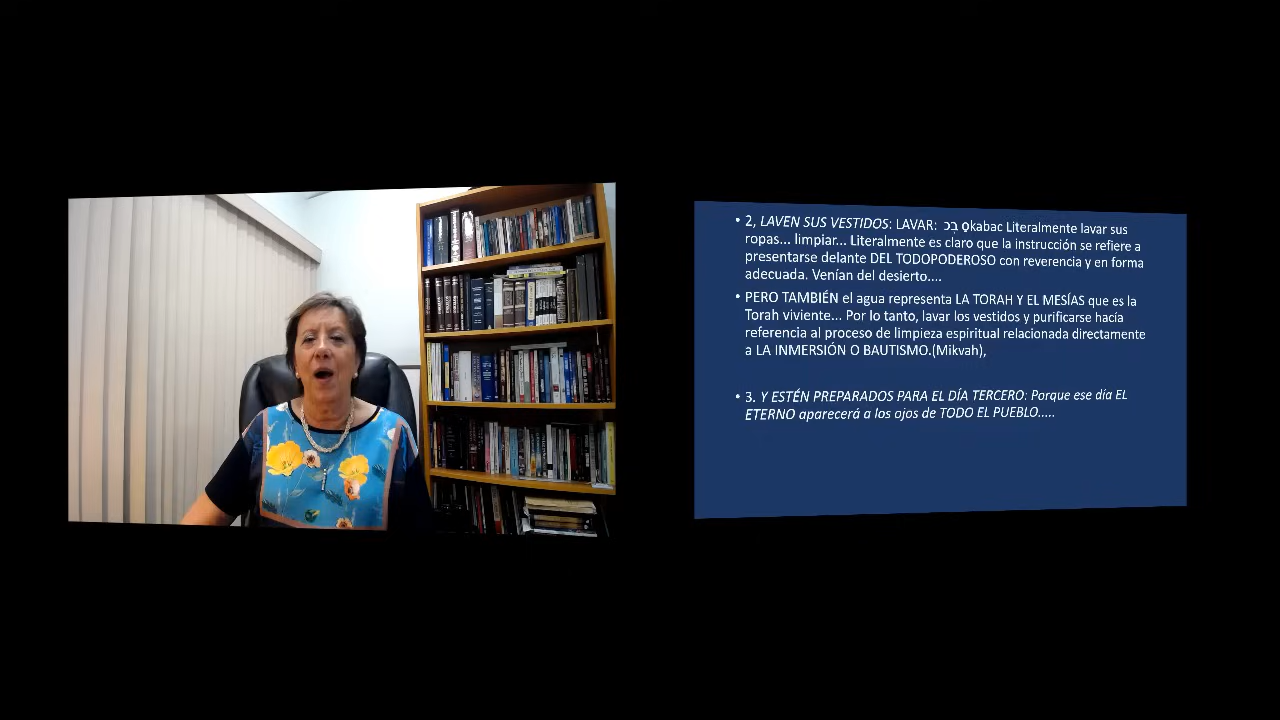 • 2, LAVEN SUS VESTIDOS: LAVAR: כבס kabac Literalmente lavar sus
ropas... limpiar... Literalmente es claro que la instrucción se refiere a
presentarse delante DEL TODOPODEROSO con reverencia y en forma
adecuada. Venían del desierto....
• PERO TAMBIÉN el agua representa LA TORAH Y EL MESÍAS que es la
Torah viviente... Por lo tanto, lavar los vestidos y purificarse hacía
referencia al proceso de limpieza espiritual relacionada directamente
a LA INMERSIÓN O BAUTISMO.(Mikvah),
• 3. Y ESTÉN PREPARADOS PARA EL DÍA TERCERO: Porque ese día EL
ETERNO aparecerá a los ojos de TODO EL PUEBLO.....